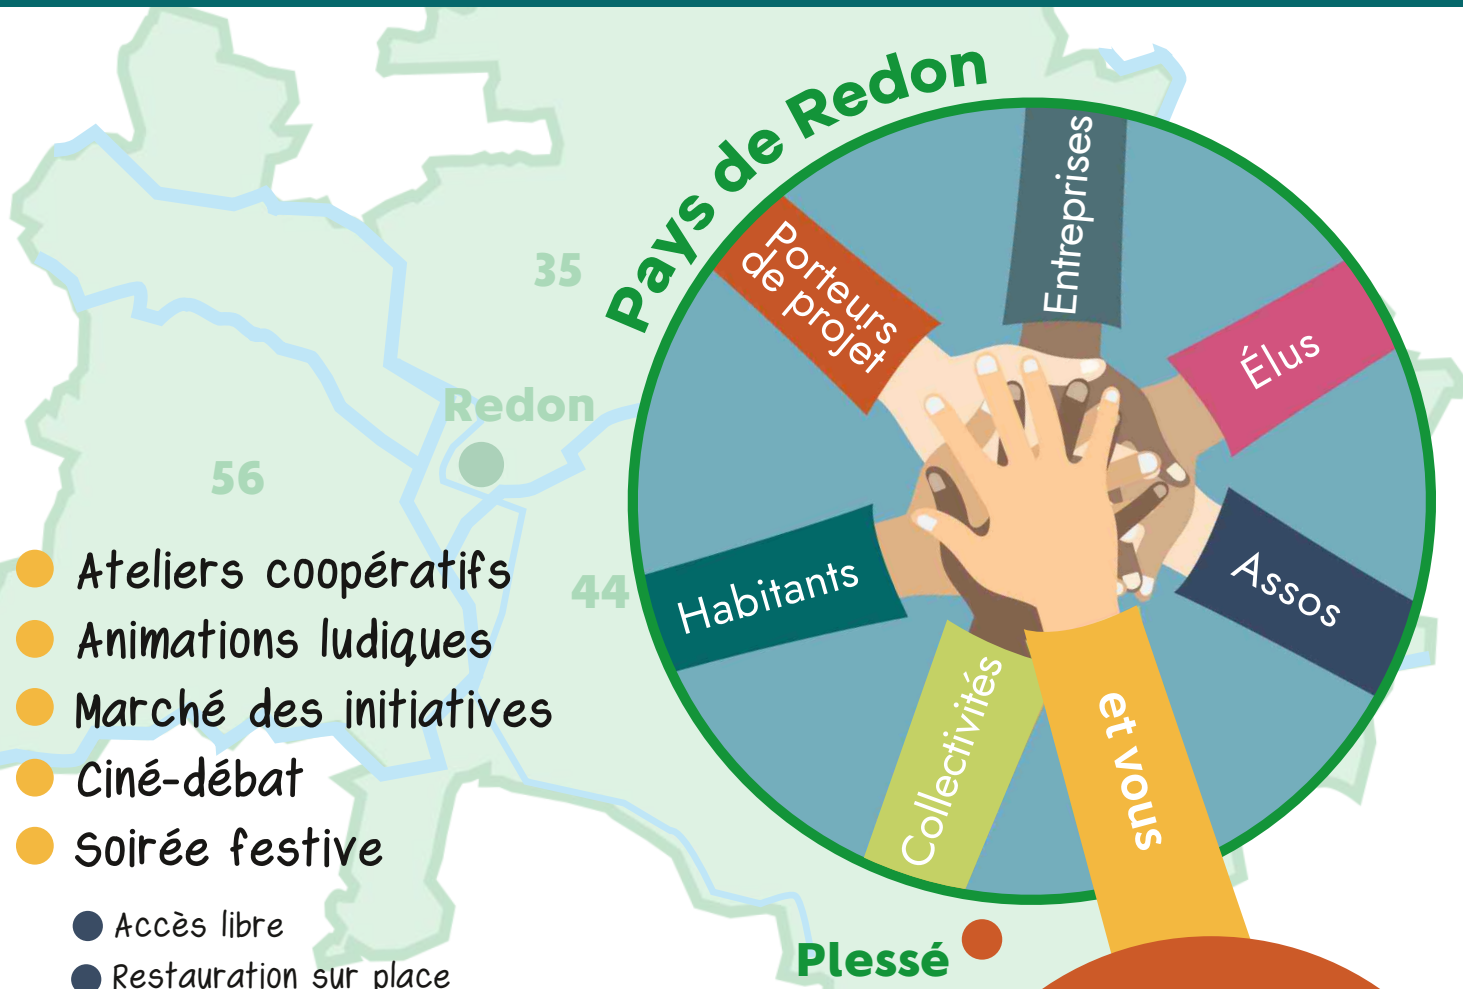 Pays de Redon
Entreprises
Porteurs
de projet
Élus
35
Redon
56
44
Habitants
Assos
Collectivités
et vous
Ateliers coopératifs
Animations ludiques
Marché des initiatives
Ciné-débat
Soirée festive
Accès libre
Restauration sur place
Plessé